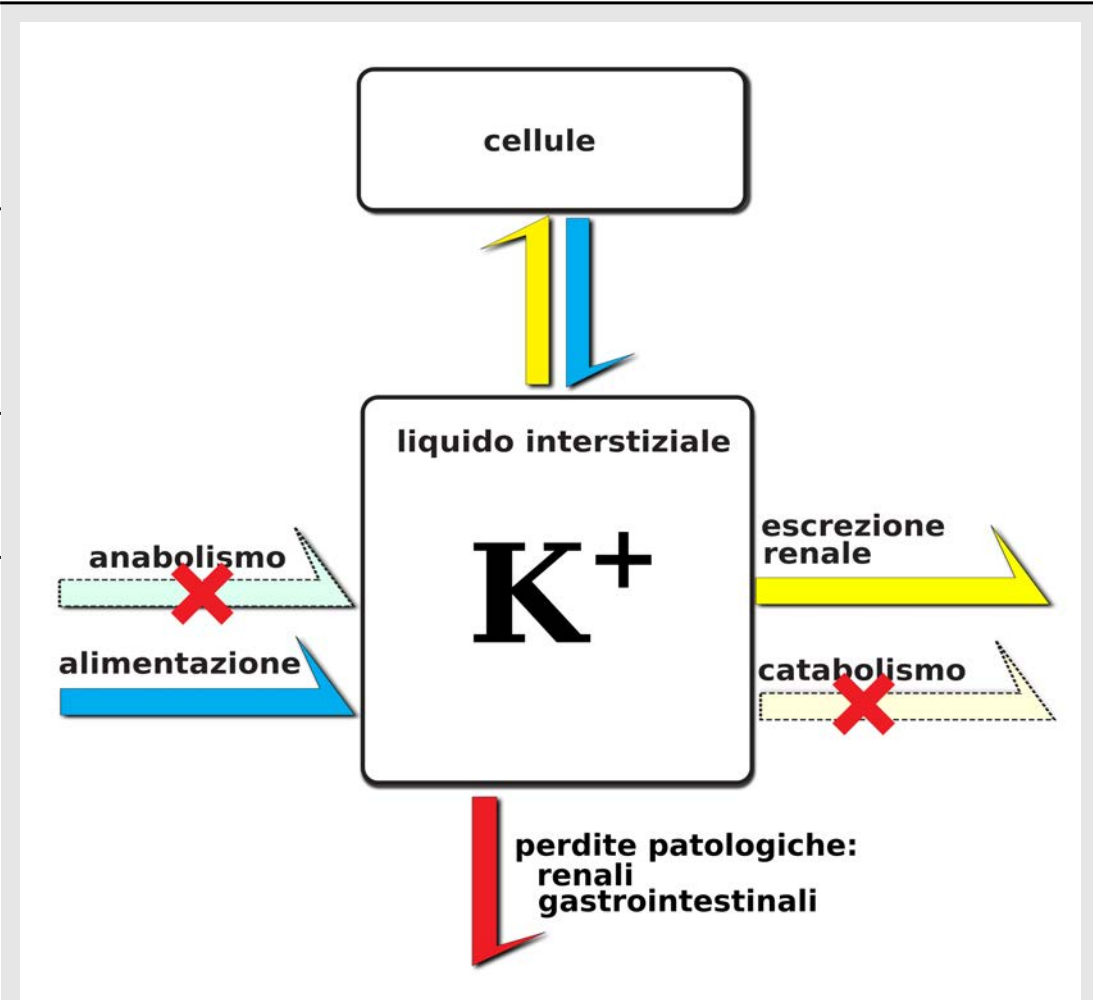 cellule
liquido interstiziale
K+
anabolismo
alimentazione
escrezione
renale
catabolismo
perdite patologiche:
renali
gastrointestinali